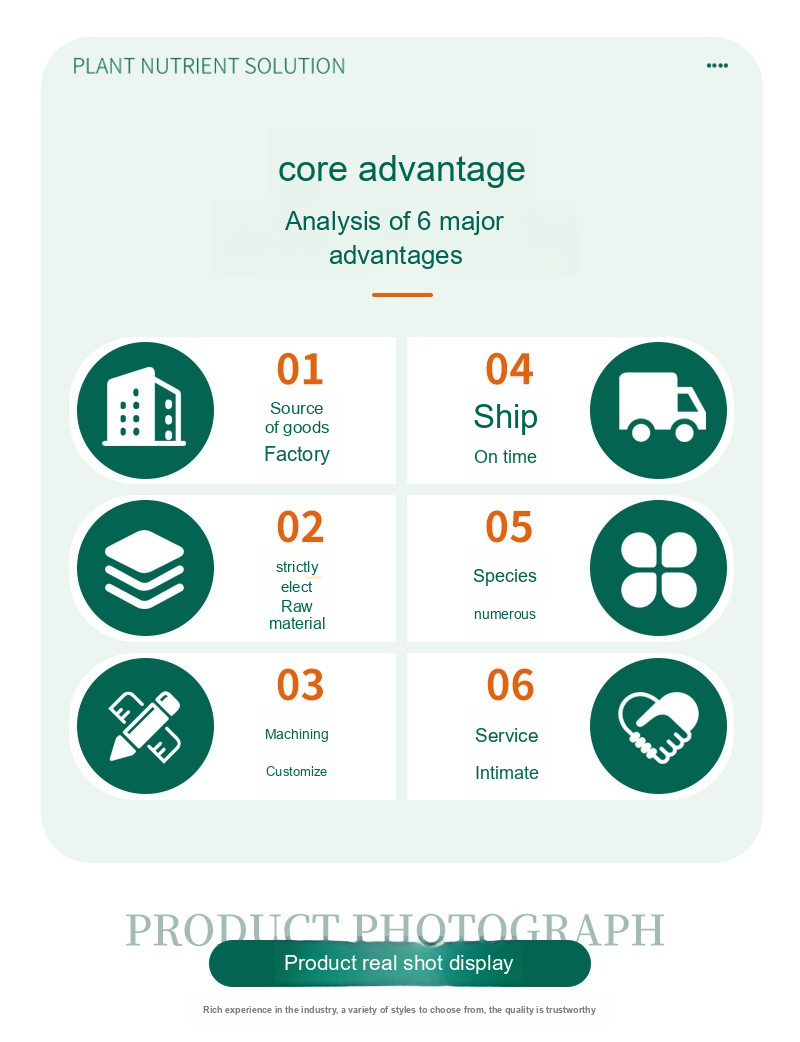 PLANT NUTRIENT SOLUTION
core advantage
Analysis of 6 major
advantages
01
Source
of goods
Factory
04
Ship
On time
02
strictly
elect
Raw
material
05
Species
numerous
03
Machining
Customize
06
Service
Intimate
PRODUCT PHOTOGRAPH
Product real shot display
Rich experience in the industry, a variety of styles to choose from, the quality is trustworthy